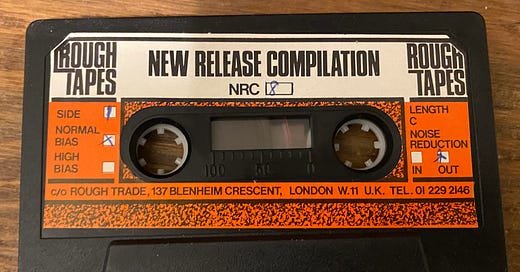 ROUGH TAPES
NEW RELEASE COMPILATION
ROUGH TAPES
NRC 8
SIDE 1
NORMAL BIAS
HIGH BIAS
100 50 0
LENGTH
C
NOISE REDUCTION
IN OUT
c/o ROUGH TRADE, 137 BLENHEIM CRESCENT, LONDON W.11 U.K. TEL. 01 229 2146